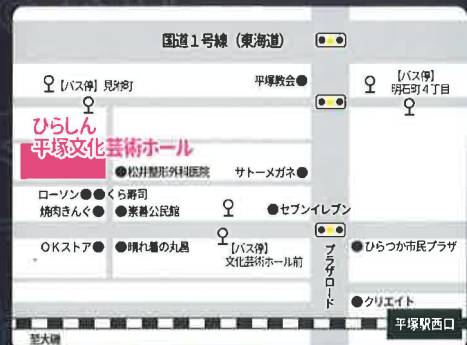 国道1号線（東海道）
【バス停】見附町
平塚教会●
【バス停】
明石町4丁目
ひらしん
平塚文化芸術ホール
●松井整形外科医院
サトーメガネ●
ローソン●●くら寿司
焼肉きんぐ●
●崇善公民館
●セブンイレブン
OKストア●
●晴れ着の丸昌
【バス停】
文化芸術ホール前
プラザロード
●ひらつか市民プラザ
●クリエイト
平塚駅西口
至大磯